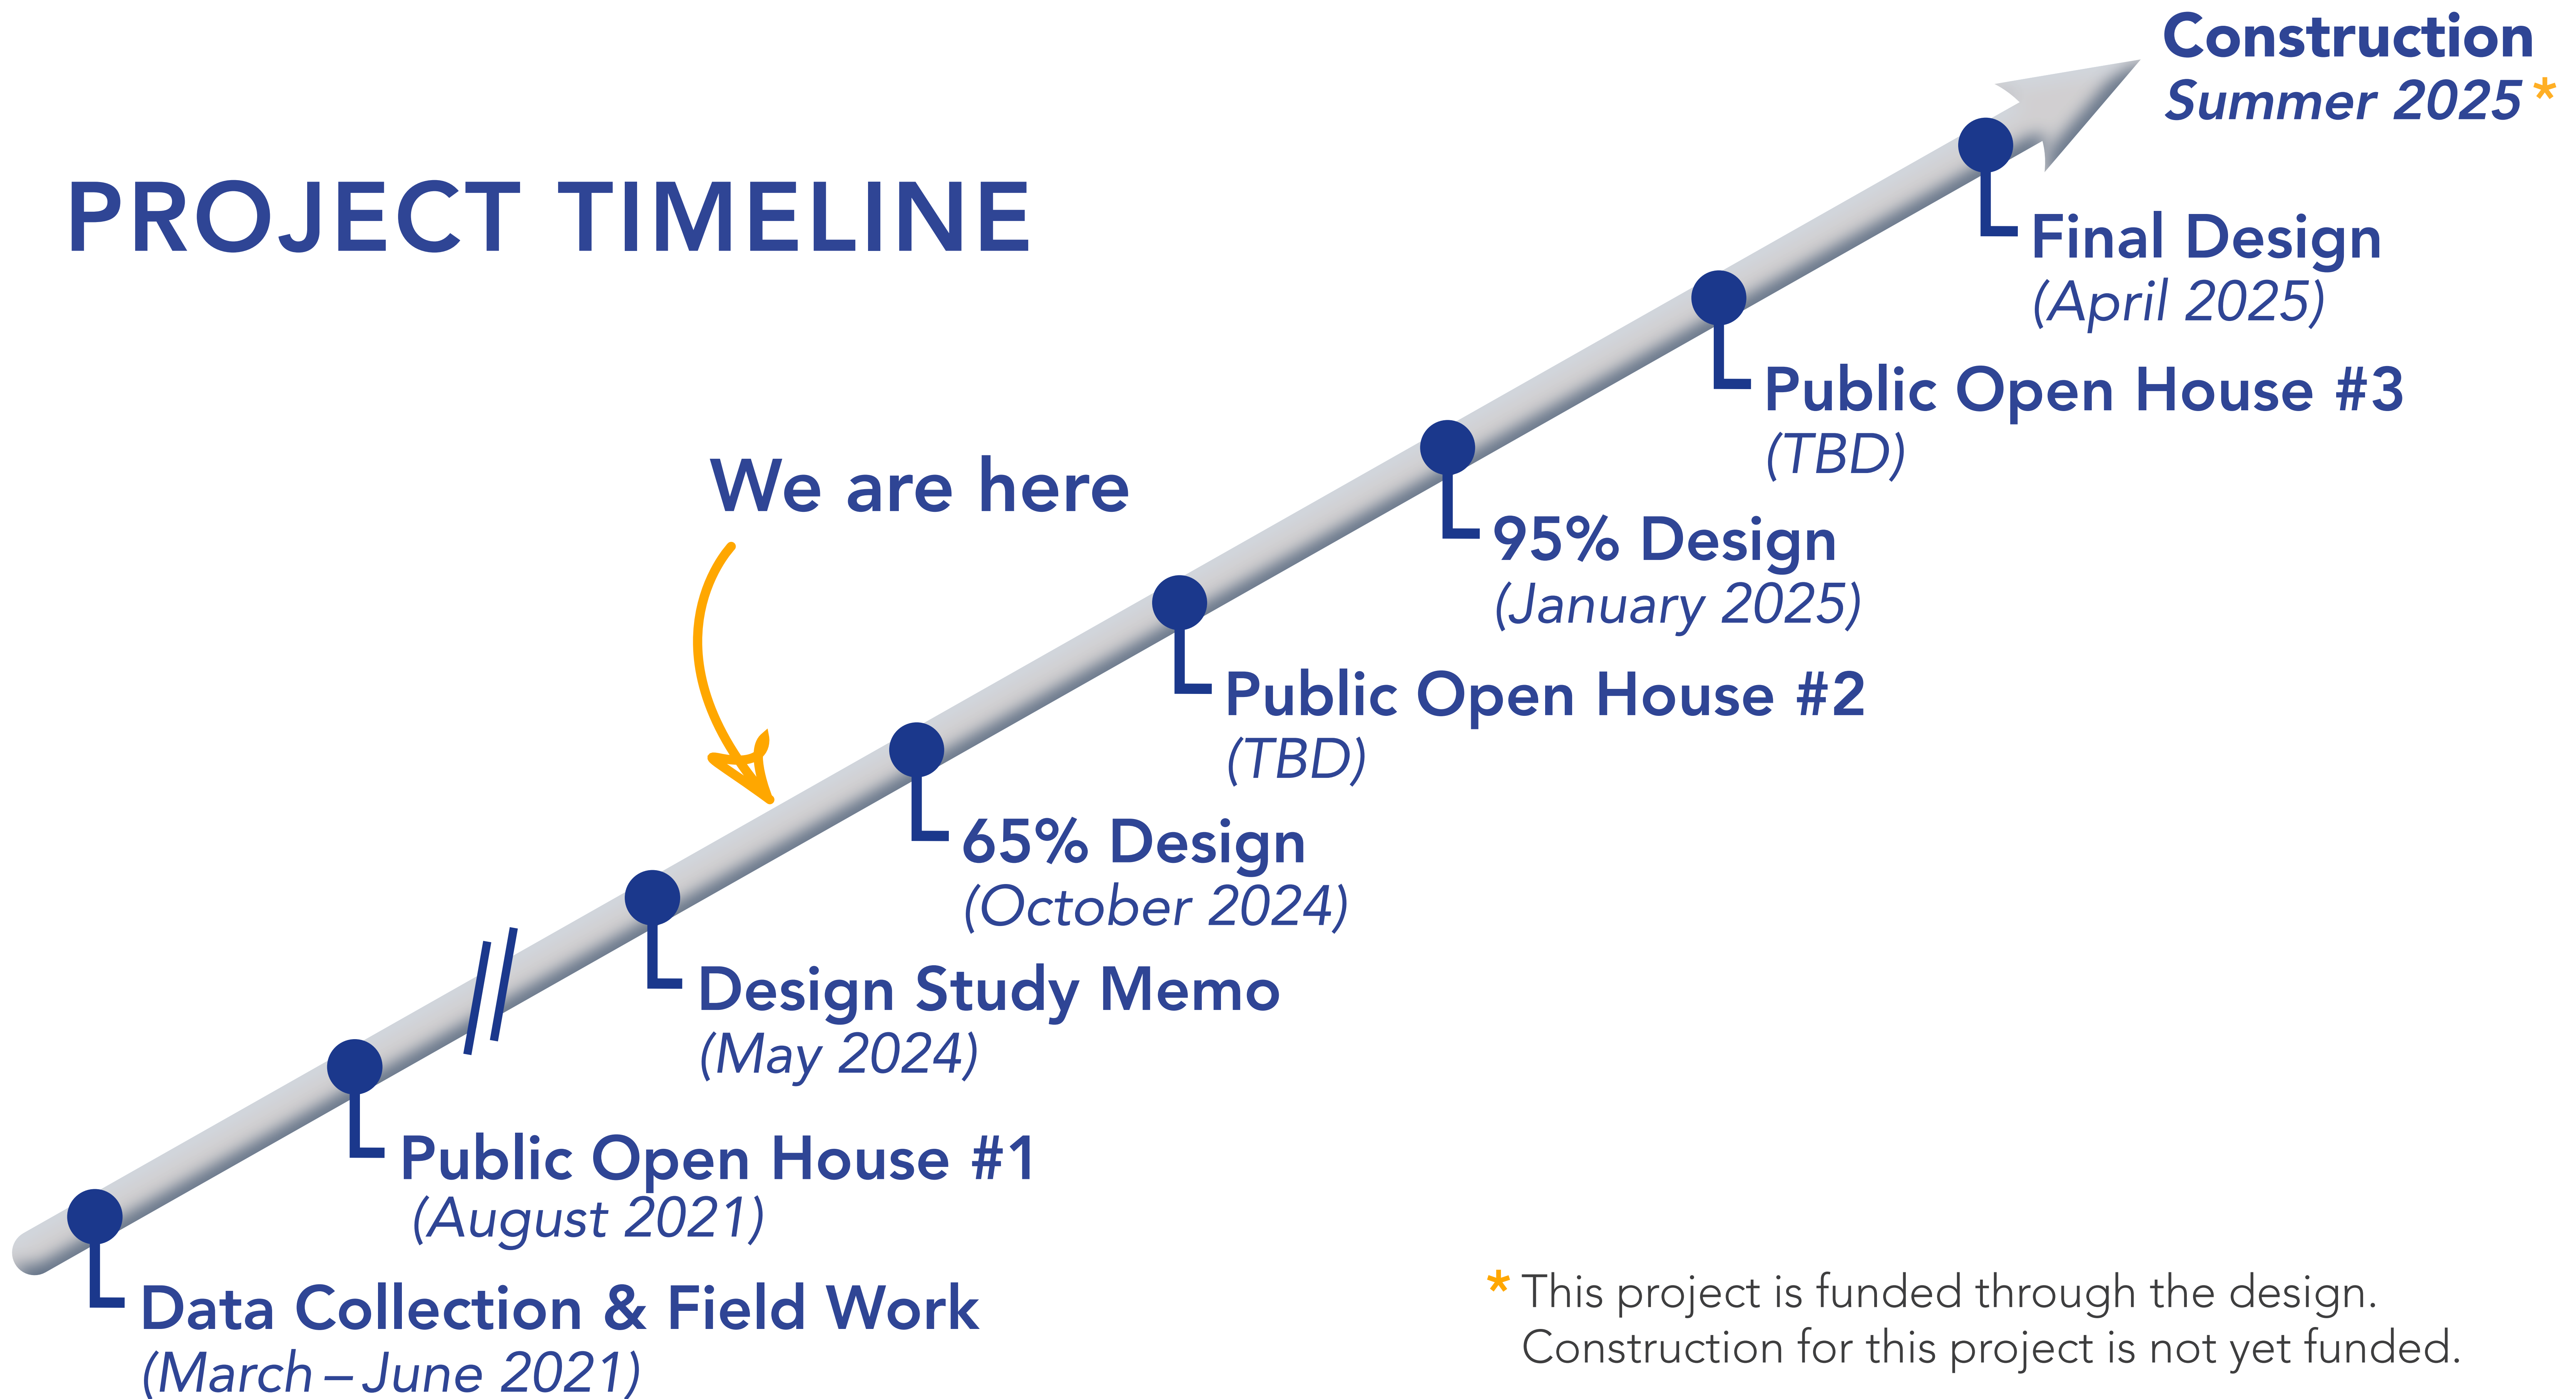 Construction
Summer 2025 *
PROJECT TIMELINE
Final Design
(April 2025)
Public Open House #3
(TBD)
We are here
95% Design
(January 2025)
Public Open House #2
(TBD)
65% Design
(October 2024)
Design Study Memo
(May 2024)
Public Open House #1
(August 2021)
Data Collection & Field Work
(March – June 2021)
* This project is funded through the design.
Construction for this project is not yet funded.